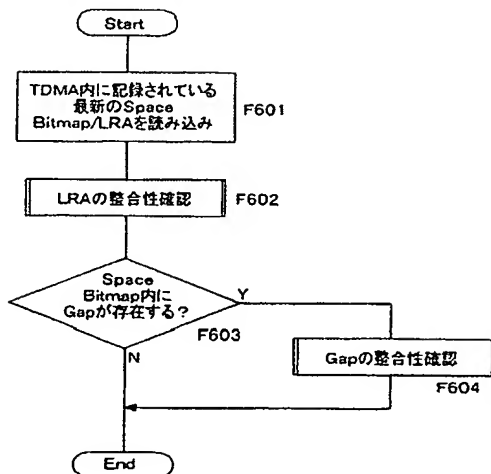 Start
TDMA内に記録されている
最新のSpace
Bitmap/LRAを読み込み
F601
LRAの整合性確認
F602
Space
Bitmap内に
Gapが存在する?
Y
F603
N
Gapの整合性確認
F604
End